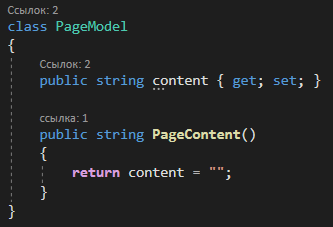 Ссылок: 2
class PageModel
{
Ссылок: 2
public string content { get; set; }
ссылка: 1
public string PageContent()
{
return content = "";
}
}